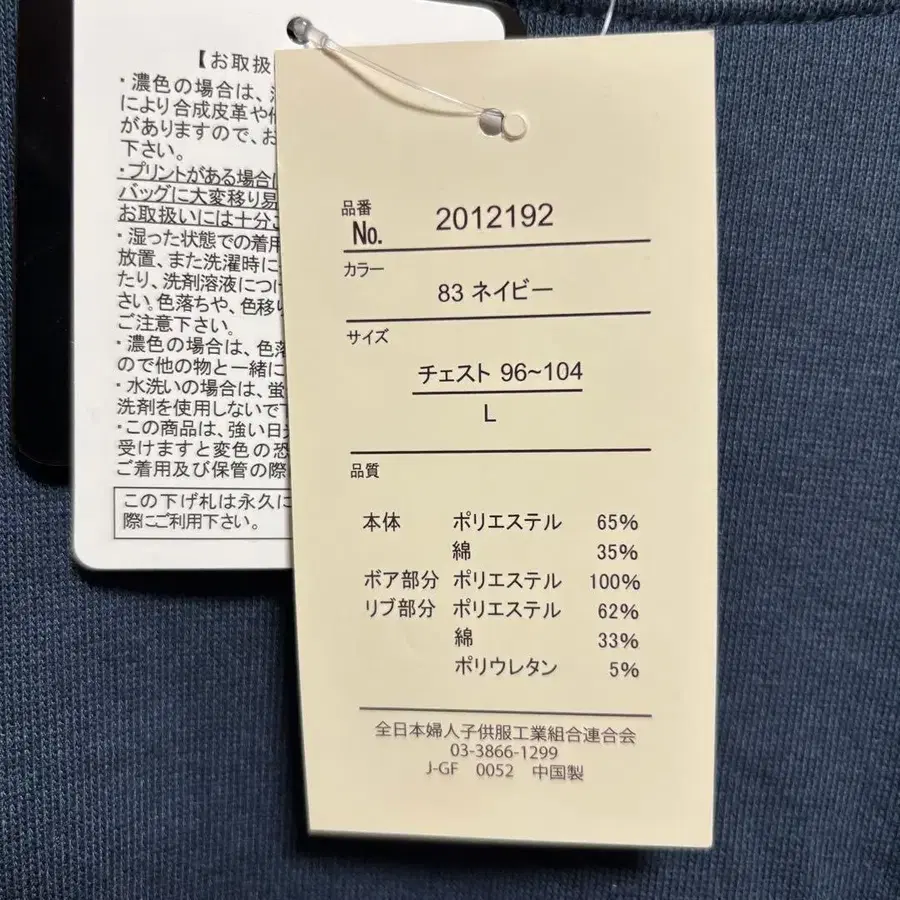 【お取扱
・濃色の場合は、
により合成皮革や
がありますので、お
下さい。
・プリントがある場合
バッグに大変移り易
お取扱いには十分
・湿った状態での着用
放置、また洗濯時に
たり、洗剤溶液につけ
さい。色落ちや、色移り
ご注意下さい。
・濃色の場合は、色落
ので他の物と一緒に
・水洗いの場合は、蛍
洗剤を使用しないで下
・この商品は、強い日光
受けますと変色の恐
ご着用及び保管の際
この下げ札は永久に
際にご利用下さい。
品番
No. 2012192
カラー
83 ネイビー
サイズ
チェスト 96~104
L
品質
本体 ポリエステル 65%
綿 35%
ボア部分 ポリエステル 100%
リブ部分 ポリエステル 62%
綿 33%
ポリウレタン 5%
全日本婦人子供服工業組合連合会
03-3866-1299
J-GF 0052 中国製